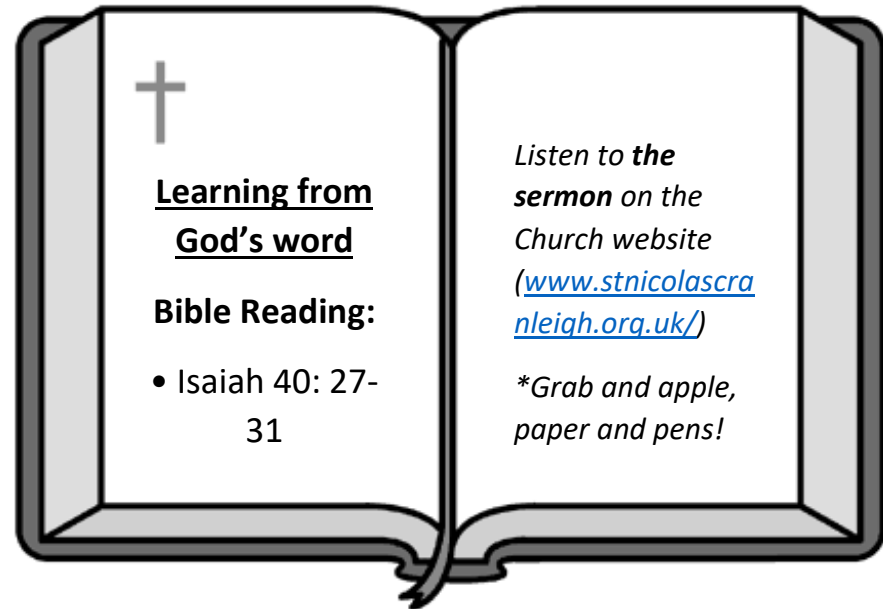 Learning from
God's word
Bible Reading:
• Isaiah 40: 27-
31
Listen to the
sermon on the
Church website
(www.stnicolascra
nleigh.org.uk/)
*Grab and apple,
paper and pens!